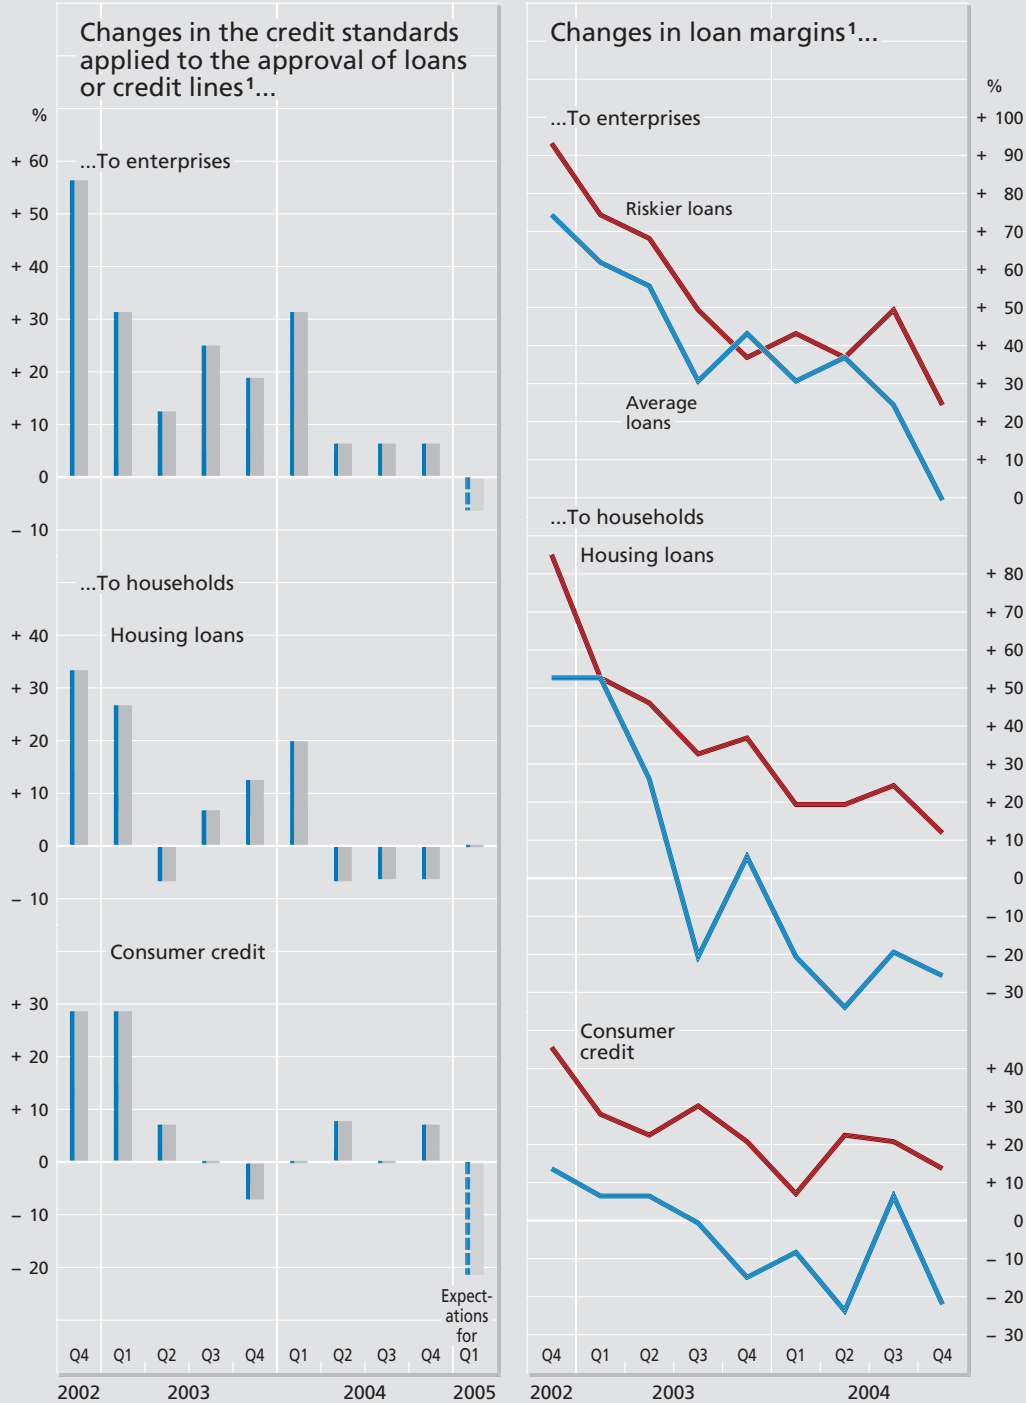 Changes in the credit standards
applied to the approval of loans
or credit lines¹...
%
...To enterprises
+ 60
+ 50
+ 40
+ 30
+ 20
+ 10
0
– 10
...To households
Housing loans
+ 40
+ 30
+ 20
+ 10
0
– 10
Consumer credit
+ 30
+ 20
+ 10
0
– 10
– 20
Expect-
ations
for
Q4 Q1 Q2 Q3 Q4 Q1 Q2 Q3 Q4 Q1
2002 2003 2004 2005
Changes in loan margins¹...
%
...To enterprises
+ 100
+ 90
+ 80
Riskier loans
+ 70
+ 60
+ 50
+ 40
+ 30
Average
loans
+ 20
+ 10
0
...To households
Housing loans
+ 80
+ 70
+ 60
+ 50
+ 40
+ 30
+ 20
+ 10
0
– 10
– 20
– 30
Consumer
credit
+ 40
+ 30
+ 20
+ 10
0
– 10
– 20
– 30
Q4 Q1 Q2 Q3 Q4 Q1 Q2 Q3 Q4
2002 2003 2004